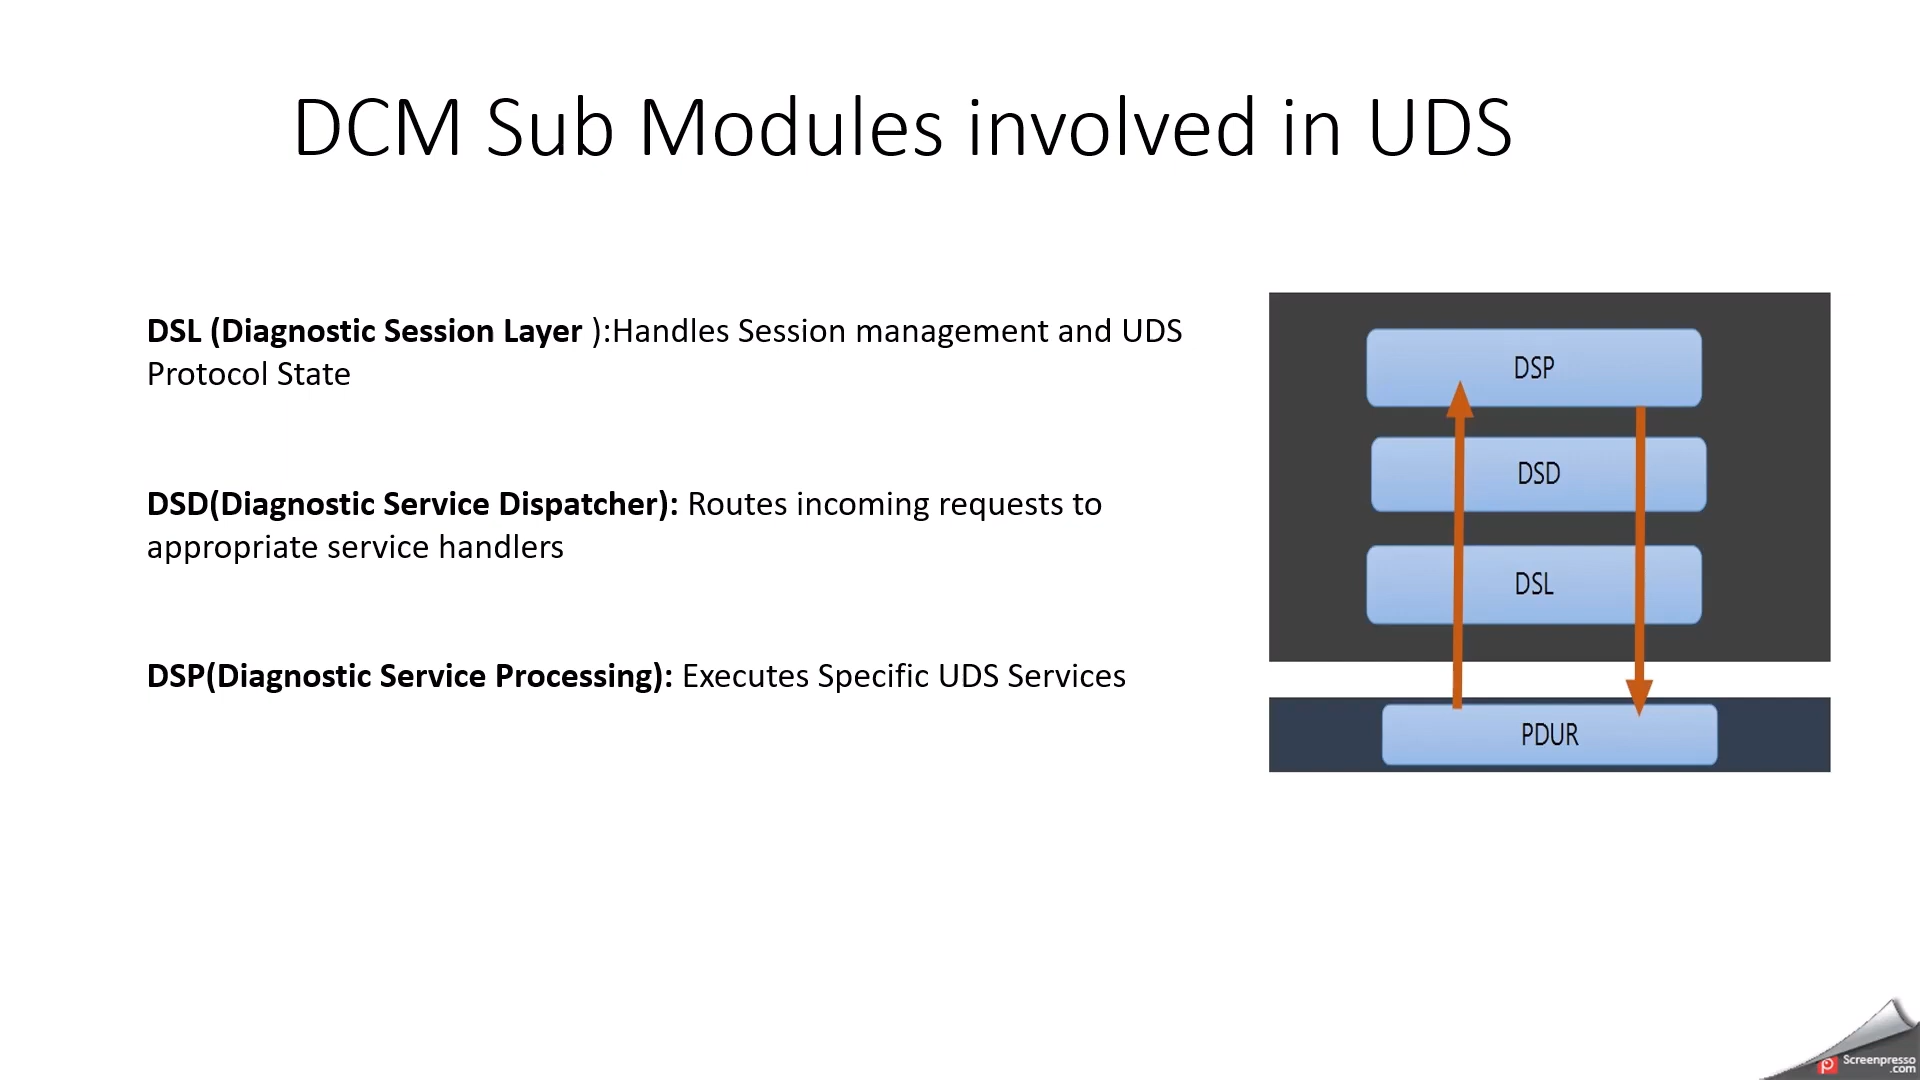 DCM Sub Modules involved in UDS
DSL (Diagnostic Session Layer ):Handles Session management and UDS
Protocol State
DSD(Diagnostic Service Dispatcher): Routes incoming requests to
appropriate service handlers
DSP(Diagnostic Service Processing): Executes Specific UDS Services
DSP
DSD
DSL
PDUR
Screenpresso
.com